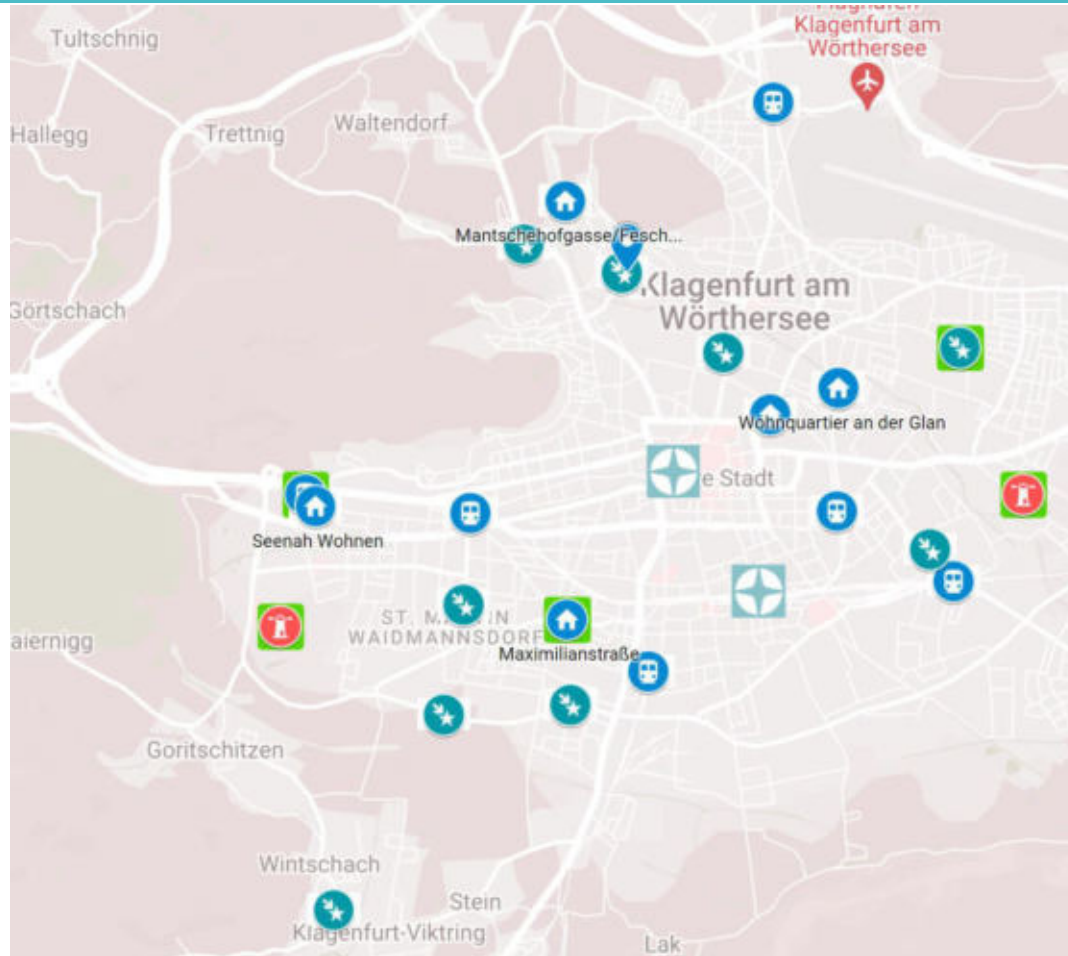 Tultschnig
Klagenfurt am
Wörthersee
Hallegg
Trettnig
Waltendorf
Mantschehofgasse/Fesch...
Görtschach
Klagenfurt am
Wörthersee
Wohnquartier an der Glan
e Stadt
Seenah Wohnen
ST. M
IN
WAIDMANNSDORF
aiernigg
Maximilianstraße
Goritschitzen
Wintschach
Stein
Klagenfurt-Viktring
Lak